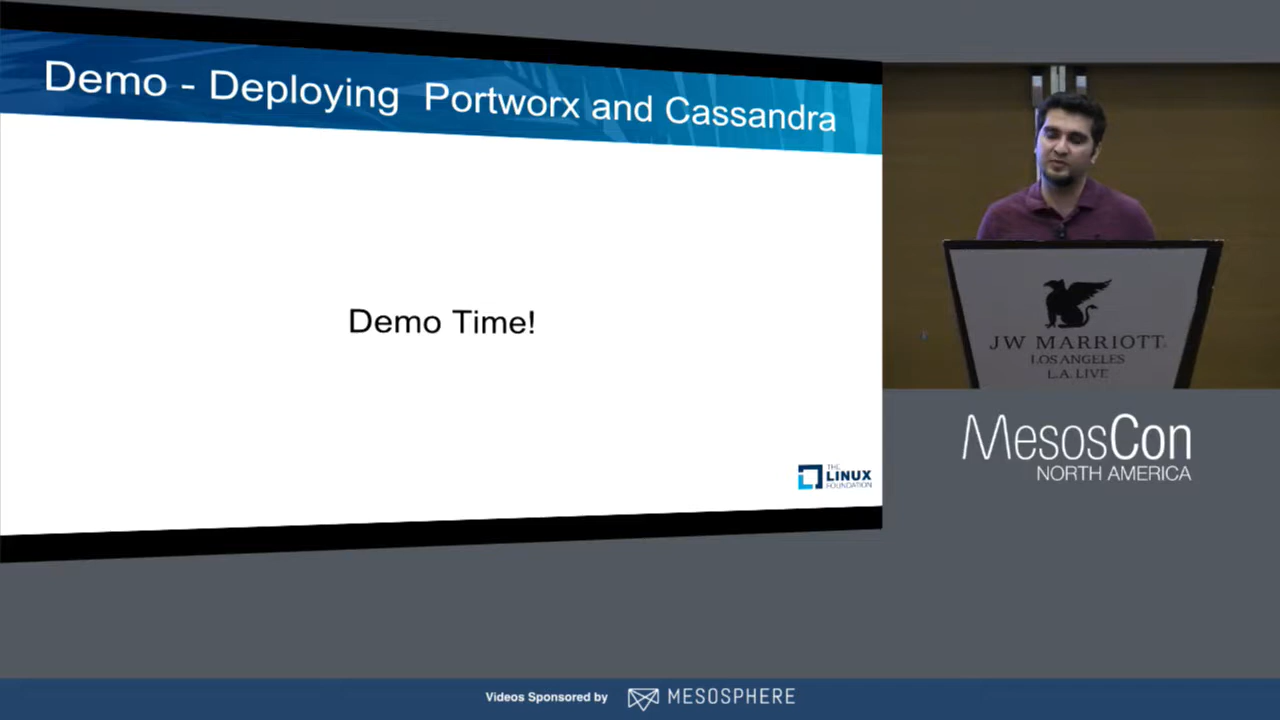 Demo - Deploying Portworx and Cassandra
Demo Time!
THE
LINUX
FOUNDATION
JW MARRIOTT
LOS ANGELES
L.A. LIVE
MesosCon
NORTH AMERICA
Videos Sponsored by MESOSPHERE